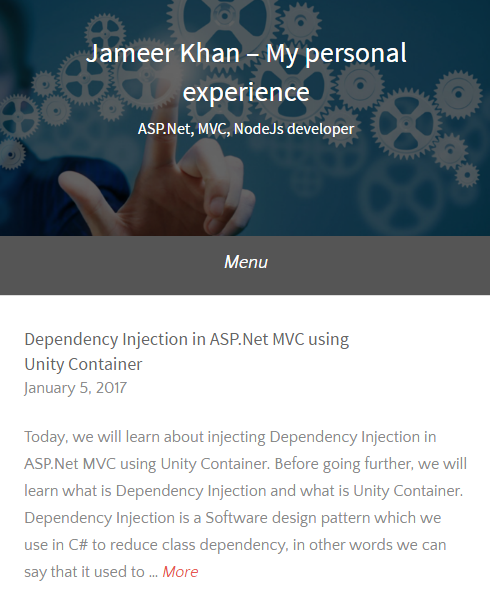 Jameer Khan – My personal
experience
ASP.Net, MVC, NodeJs developer
Menu
Dependency Injection in ASP.Net MVC using
Unity Container
January 5, 2017
Today, we will learn about injecting Dependency Injection in
ASP.Net MVC using Unity Container. Before going further, we will
learn what is Dependency Injection and what is Unity Container.
Dependency Injection is a Software design pattern which we
use in C# to reduce class dependency, in other words we can
say that it used to ... More